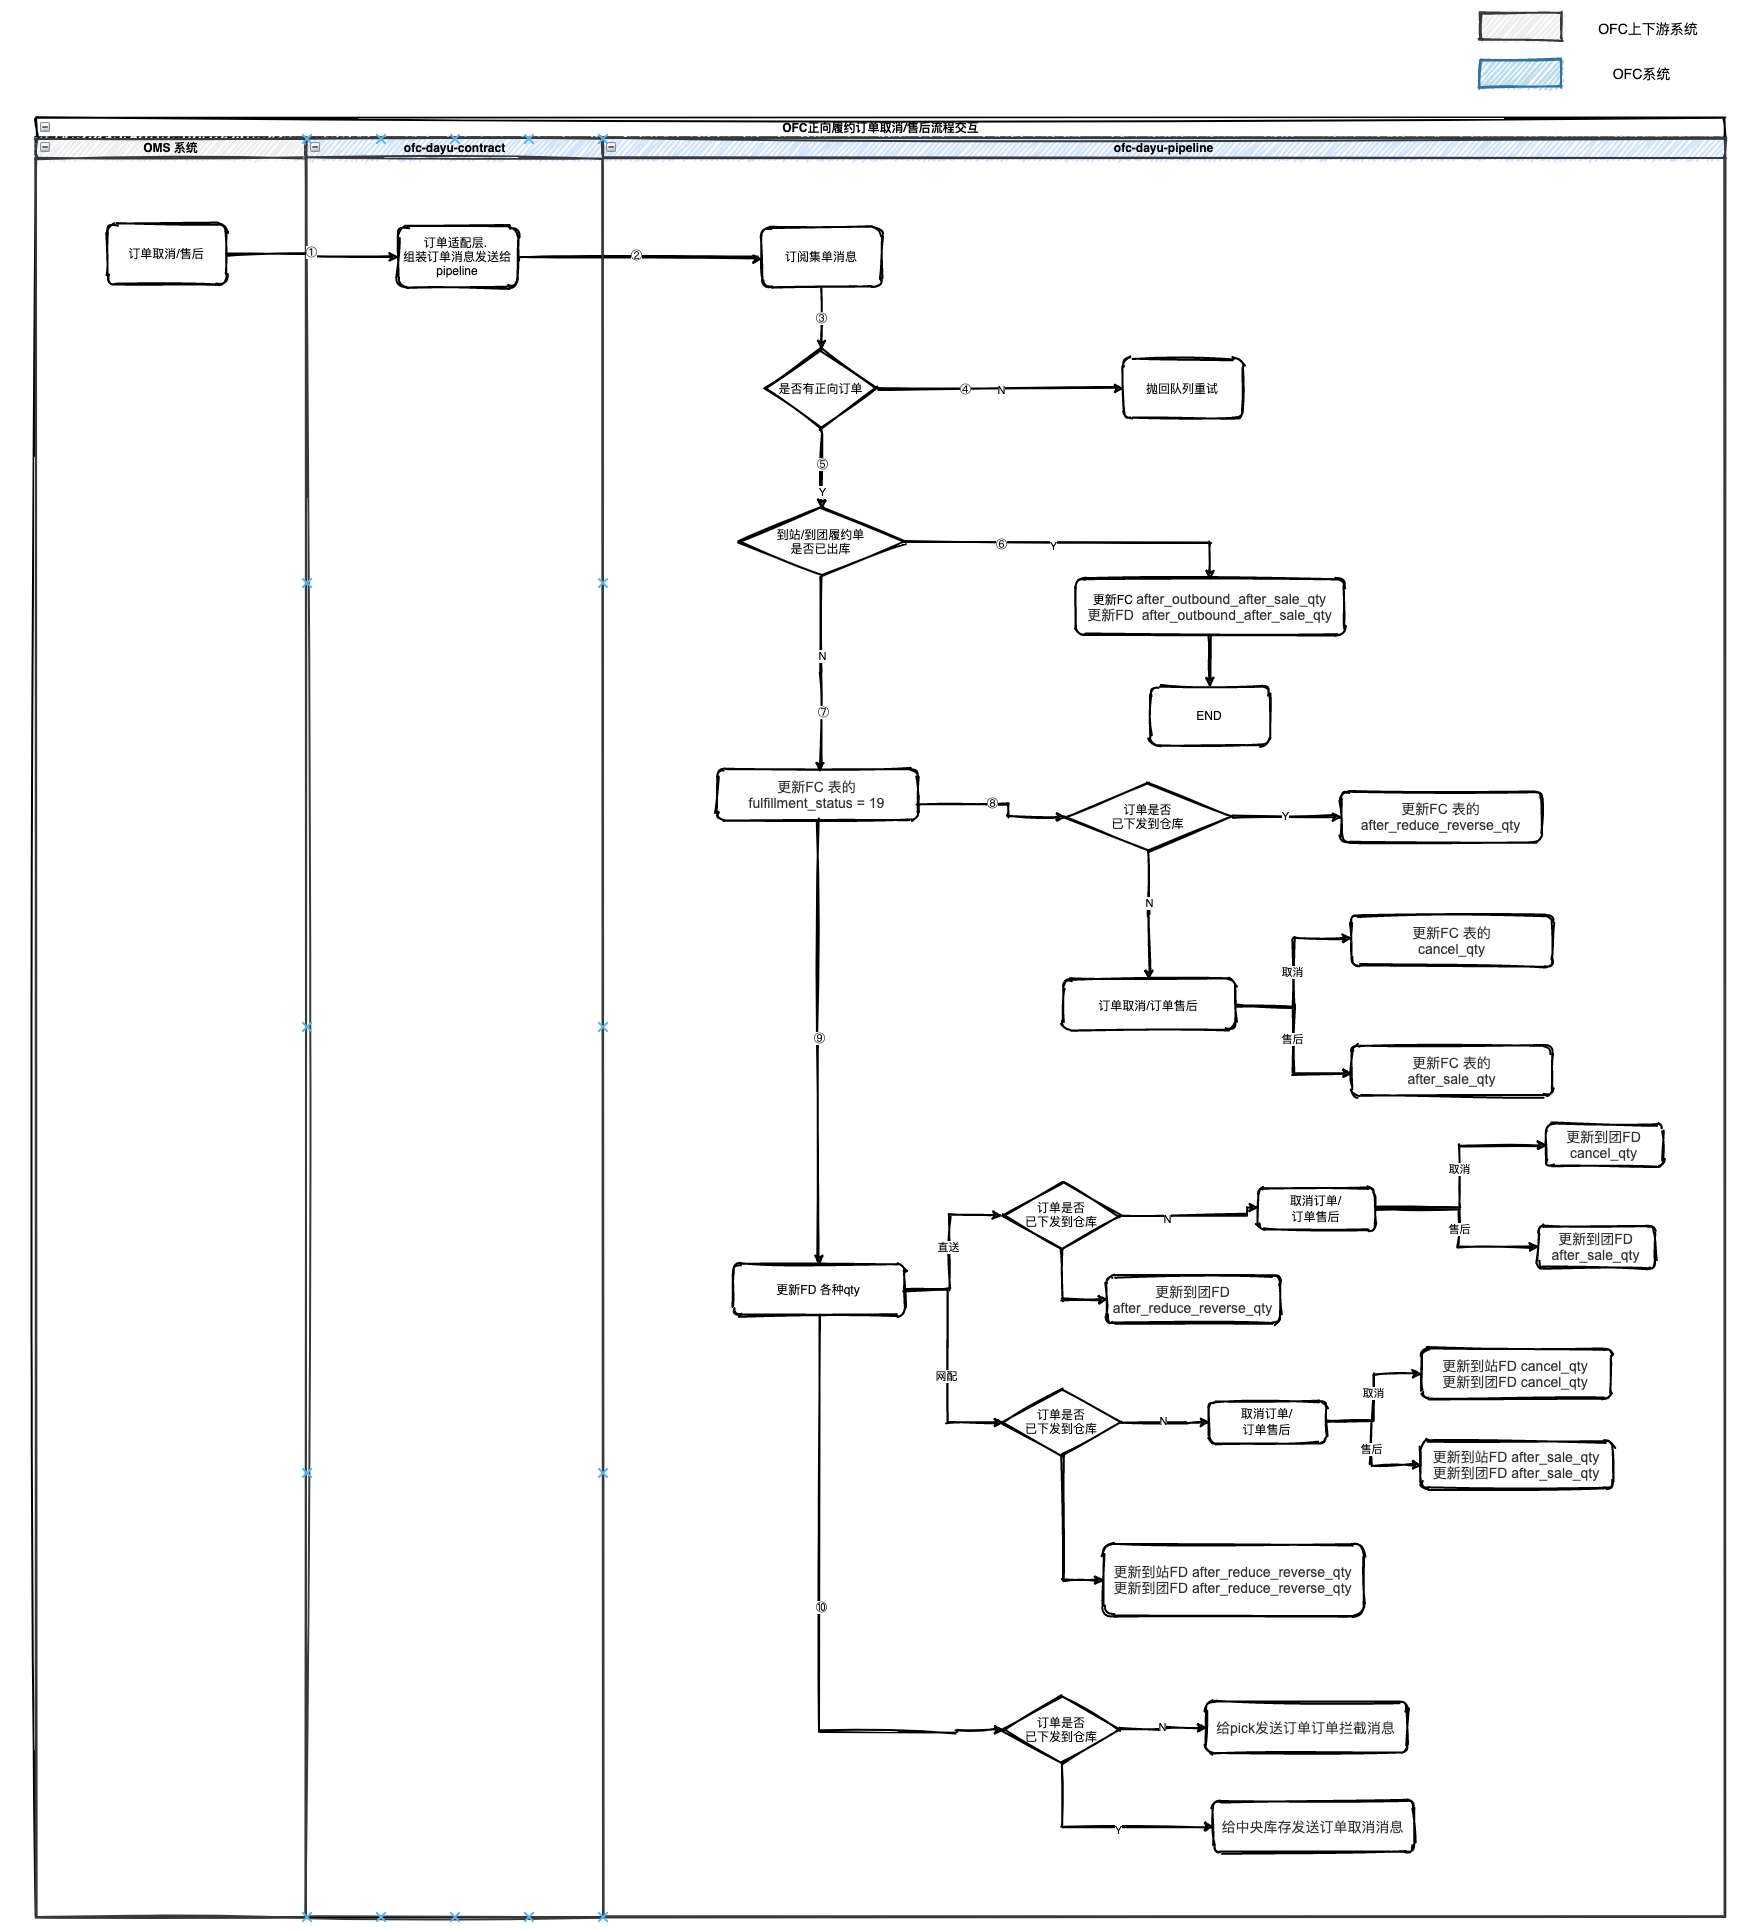 OFC上下游系统
OFC系统
OFC正向履约订单取消/售后流程交互
OMS 系统
ofc-dayu-contract
ofc-dayu-pipeline
订单取消/售后
①
订单适配层.
组装订单消息发送给
pipeline
②
订阅集单消息
③
是否有正向订单
④
N
抛回队列重试
⑤
Y
到站/到团履约单
是否已出库
⑥
Y
更新FC after_outbound_after_sale_qty
更新FD after_outbound_after_sale_qty
N
END
⑦
更新FC 表的
fulfillment_status = 19
⑧
订单是否
已下发到仓库
Y
更新FC 表的
after_reduce_reverse_qty
N
订单取消/订单售后
取消
更新FC 表的
cancel_qty
售后
更新FC 表的
after_sale_qty
⑨
更新FD 各种qty
直送
订单是否
已下发到仓库
N
取消订单/
订单售后
取消
更新到团FD
cancel_qty
售后
更新到团FD
after_sale_qty
更新到团FD
after_reduce_reverse_qty
网配
订单是否
已下发到仓库
N
取消订单/
订单售后
取消
更新到站FD cancel_qty
更新到团FD cancel_qty
售后
更新到站FD after_sale_qty
更新到团FD after_sale_qty
更新到站FD after_reduce_reverse_qty
更新到团FD after_reduce_reverse_qty
⑩
订单是否
已下发到仓库
N
给pick发送订单订单拦截消息
Y
给中央库存发送订单取消消息